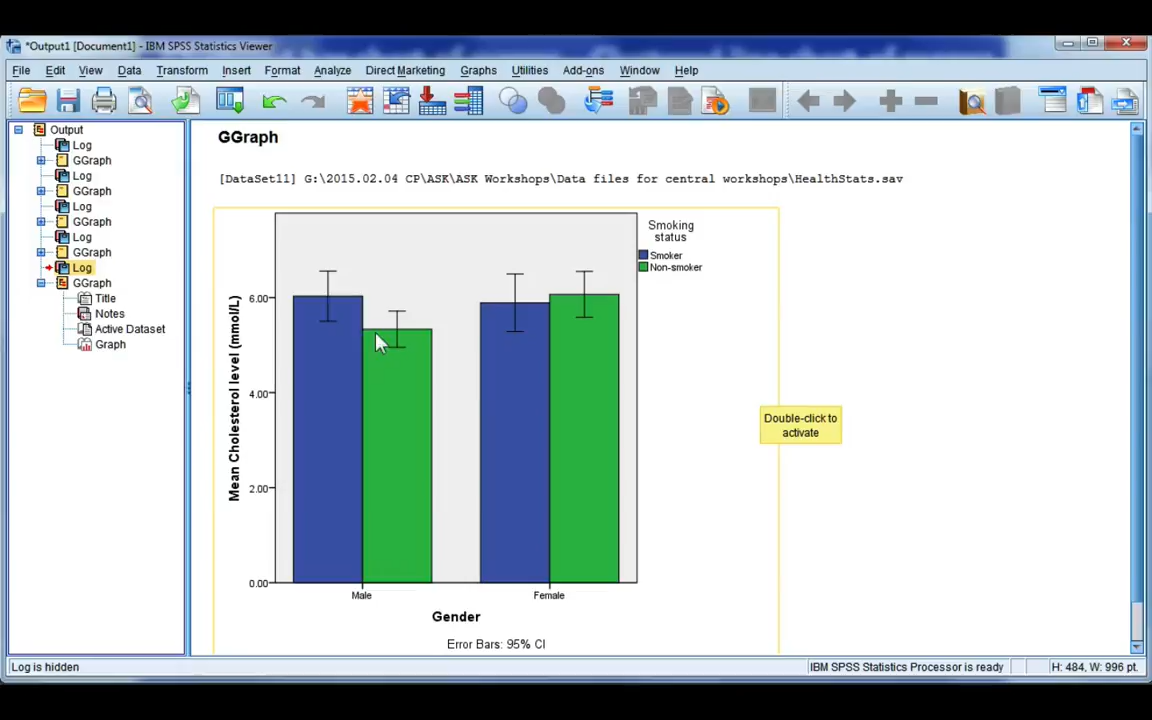 *Output1 [Document1] - IBM SPSS Statistics Viewer
File Edit View Data Transform Insert Format Analyze Direct Marketing Graphs Utilities Add-ons Window Help
Output
Log
GGraph
Log
GGraph
Log
GGraph
Log
GGraph
Log
GGraph
Title
Notes
Active Dataset
Graph
GGraph
[DataSet11] G:\2015.02.04 CP\ASK\ASK Workshops\Data files for central workshops\HealthStats.sav
Smoking
status
Smoker
Non-smoker
Mean Cholesterol level (mmol/L)
6.00
4.00
2.00
0.00
Male
Female
Gender
Error Bars: 95% CI
Double-click to
activate
Log is hidden
IBM SPSS Statistics Processor is ready
H: 484, W: 996 pt.